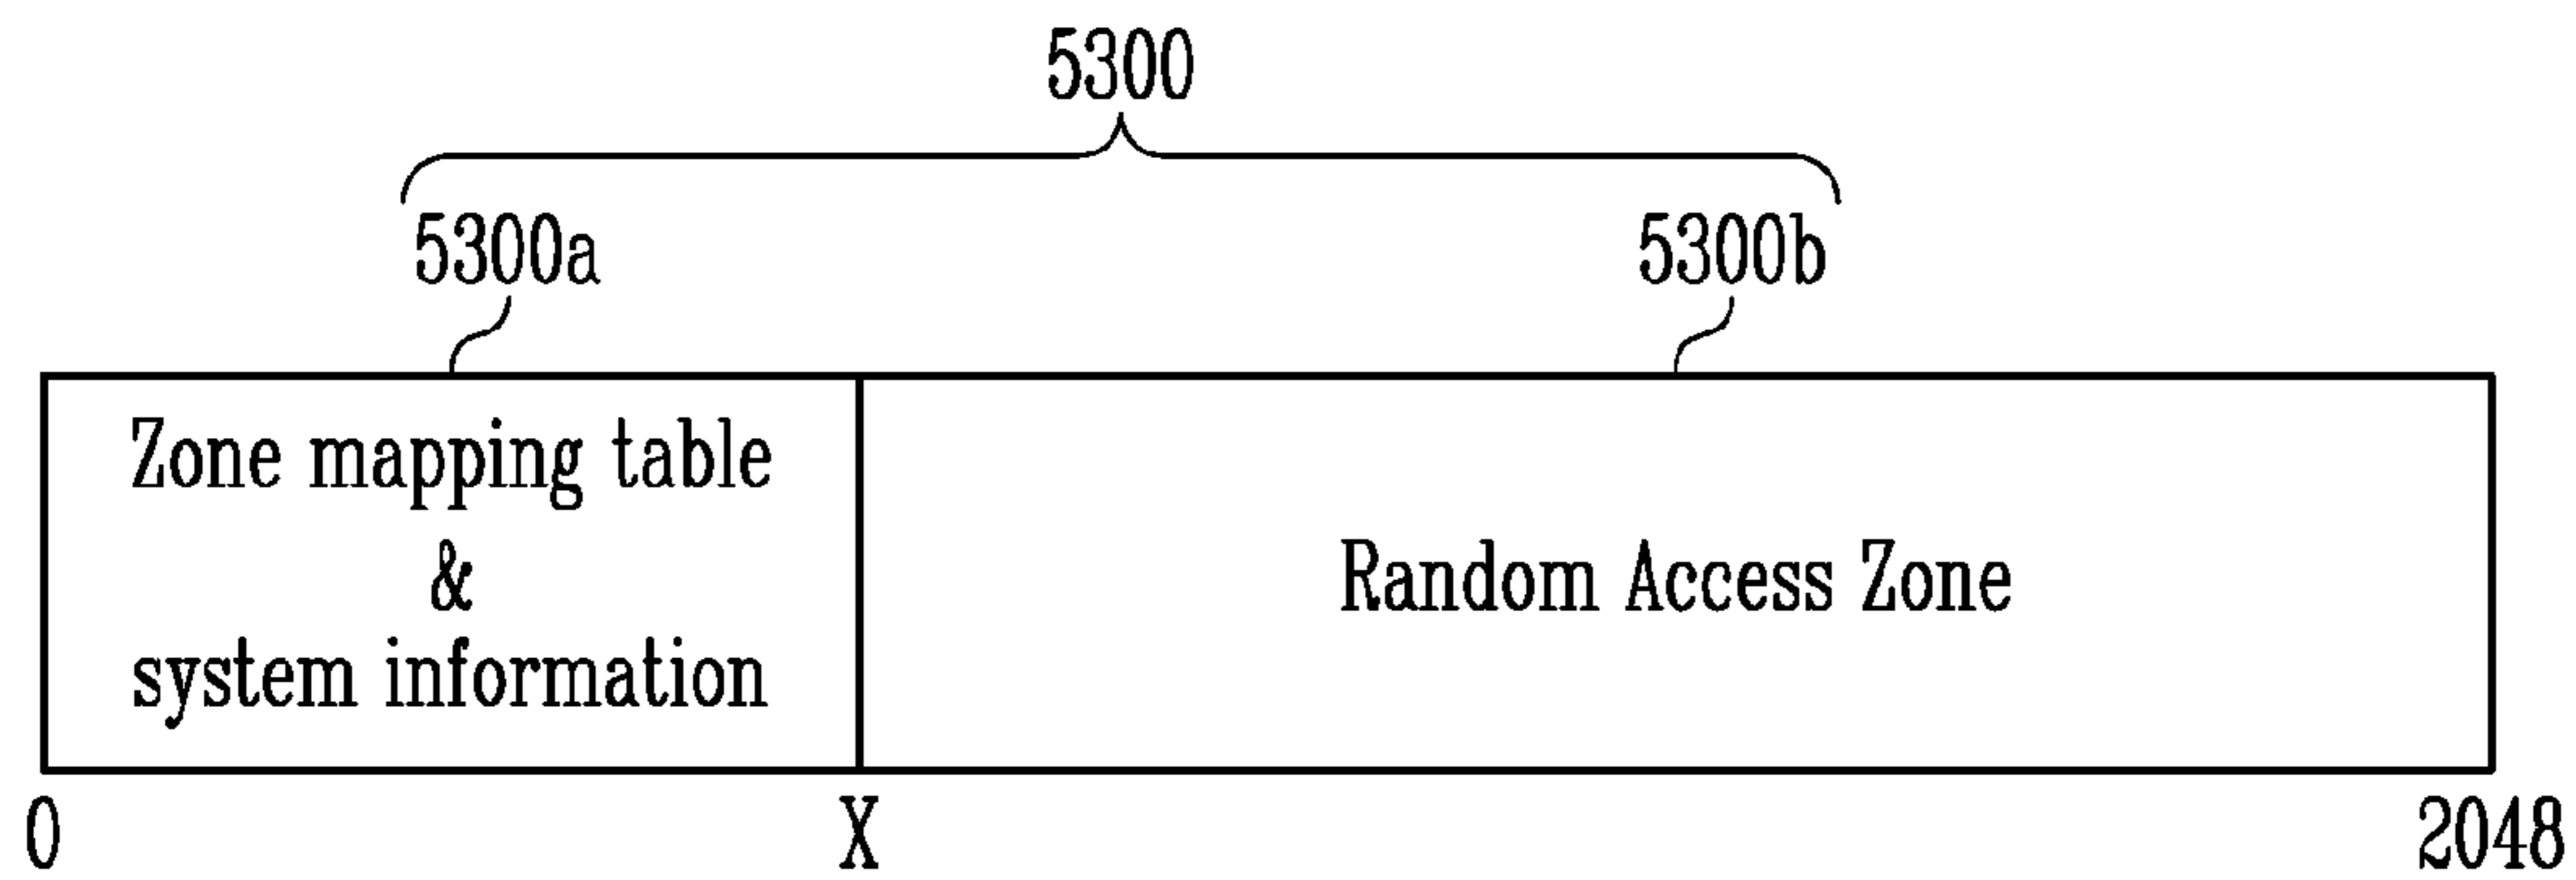 5300
5300a
5300b
Zone mapping table
&
system information
Random Access Zone
0
X
2048